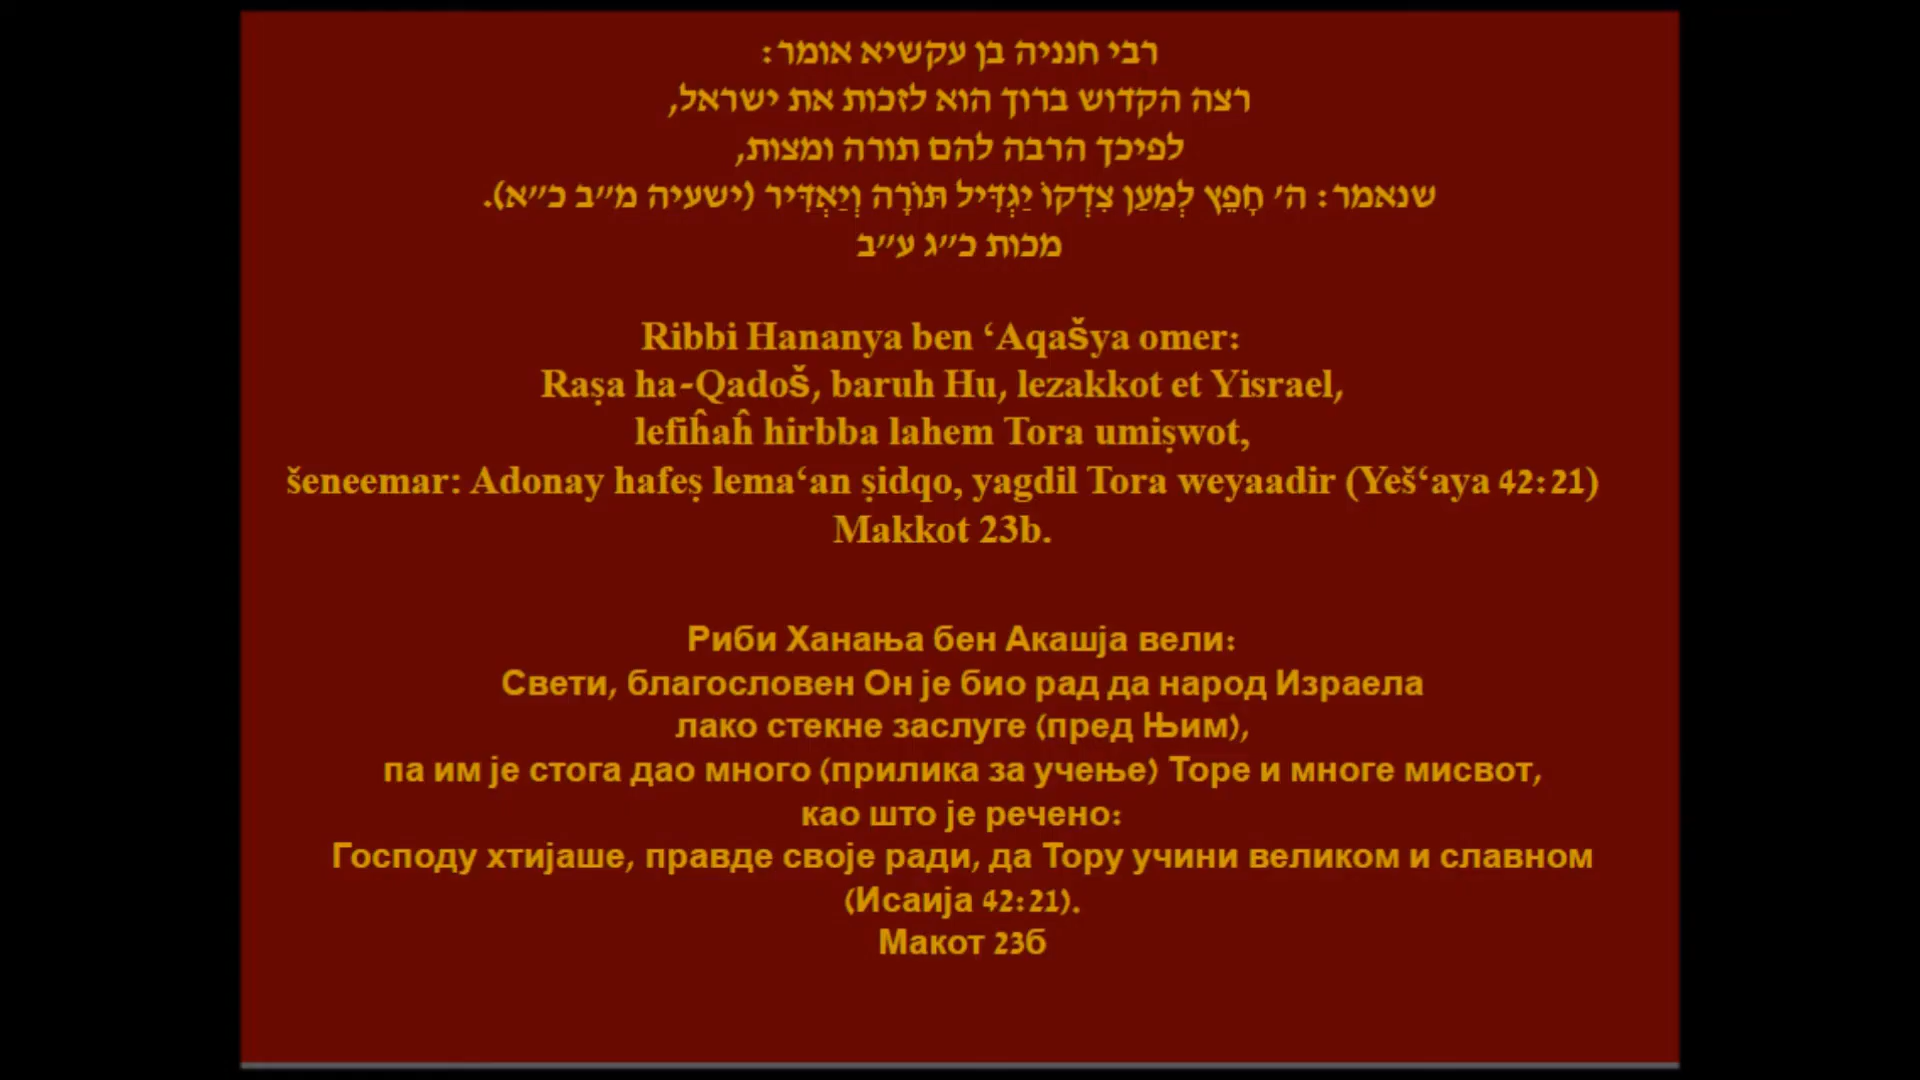 רבי חנניה בן עקשיא אומר:
רצה הקדוש ברוך הוא לזכות את ישראל,
לפיכך הרבה להם תורה ומצות,
שנאמר: ה׳ חָפֵץ לְמַעַן צִדְקוֹ יַגְדִּיל תּוֹרָה וְיַאְדִּיר (ישעיה מ״ב כ״א).
מכות כ״ג ע״ב
Ribbi Hananya ben ‘Aqašya omer:
Raṣa ha-Qadoš, baruh Hu, lezakkot et Yisrael,
lefiĥaĥ hirbba lahem Tora umiṣwot,
šeneemar: Adonay hafeṣ lema‘an ṣidqo, yagdil Tora weyaadir (Yeš‘aya 42:21)
Makkot 23b.
Риби Ханања бен Акашја вели:
Свети, благословен Он је био рад да народ Израела
лако стекне заслуге (пред Њим),
па им је стога дао много (прилика за учење) Торе и многе мисвот,
као што је речено:
Господу хтијаше, правде своје ради, да Тору учини великом и славном
(Исаија 42:21).
Макот 23б